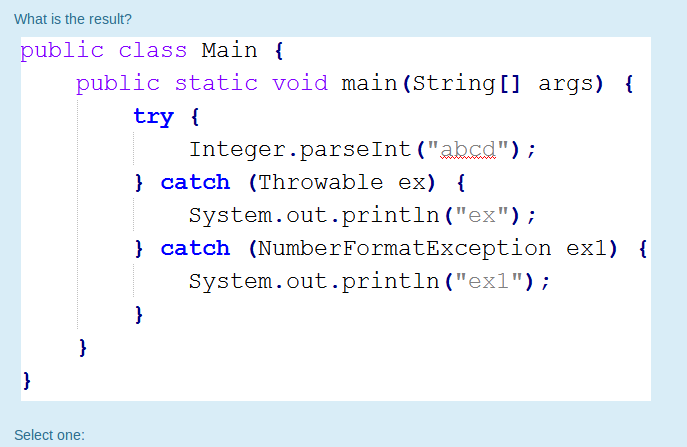 What is the result?
public class Main {
public static void main(String[] args) {
try {
Integer.parseInt("abcd");
} catch (Throwable ex) {
System.out.println("ex");
} catch (NumberFormatException ex1) {
System.out.println("ex1");
}
}
}
Select one: